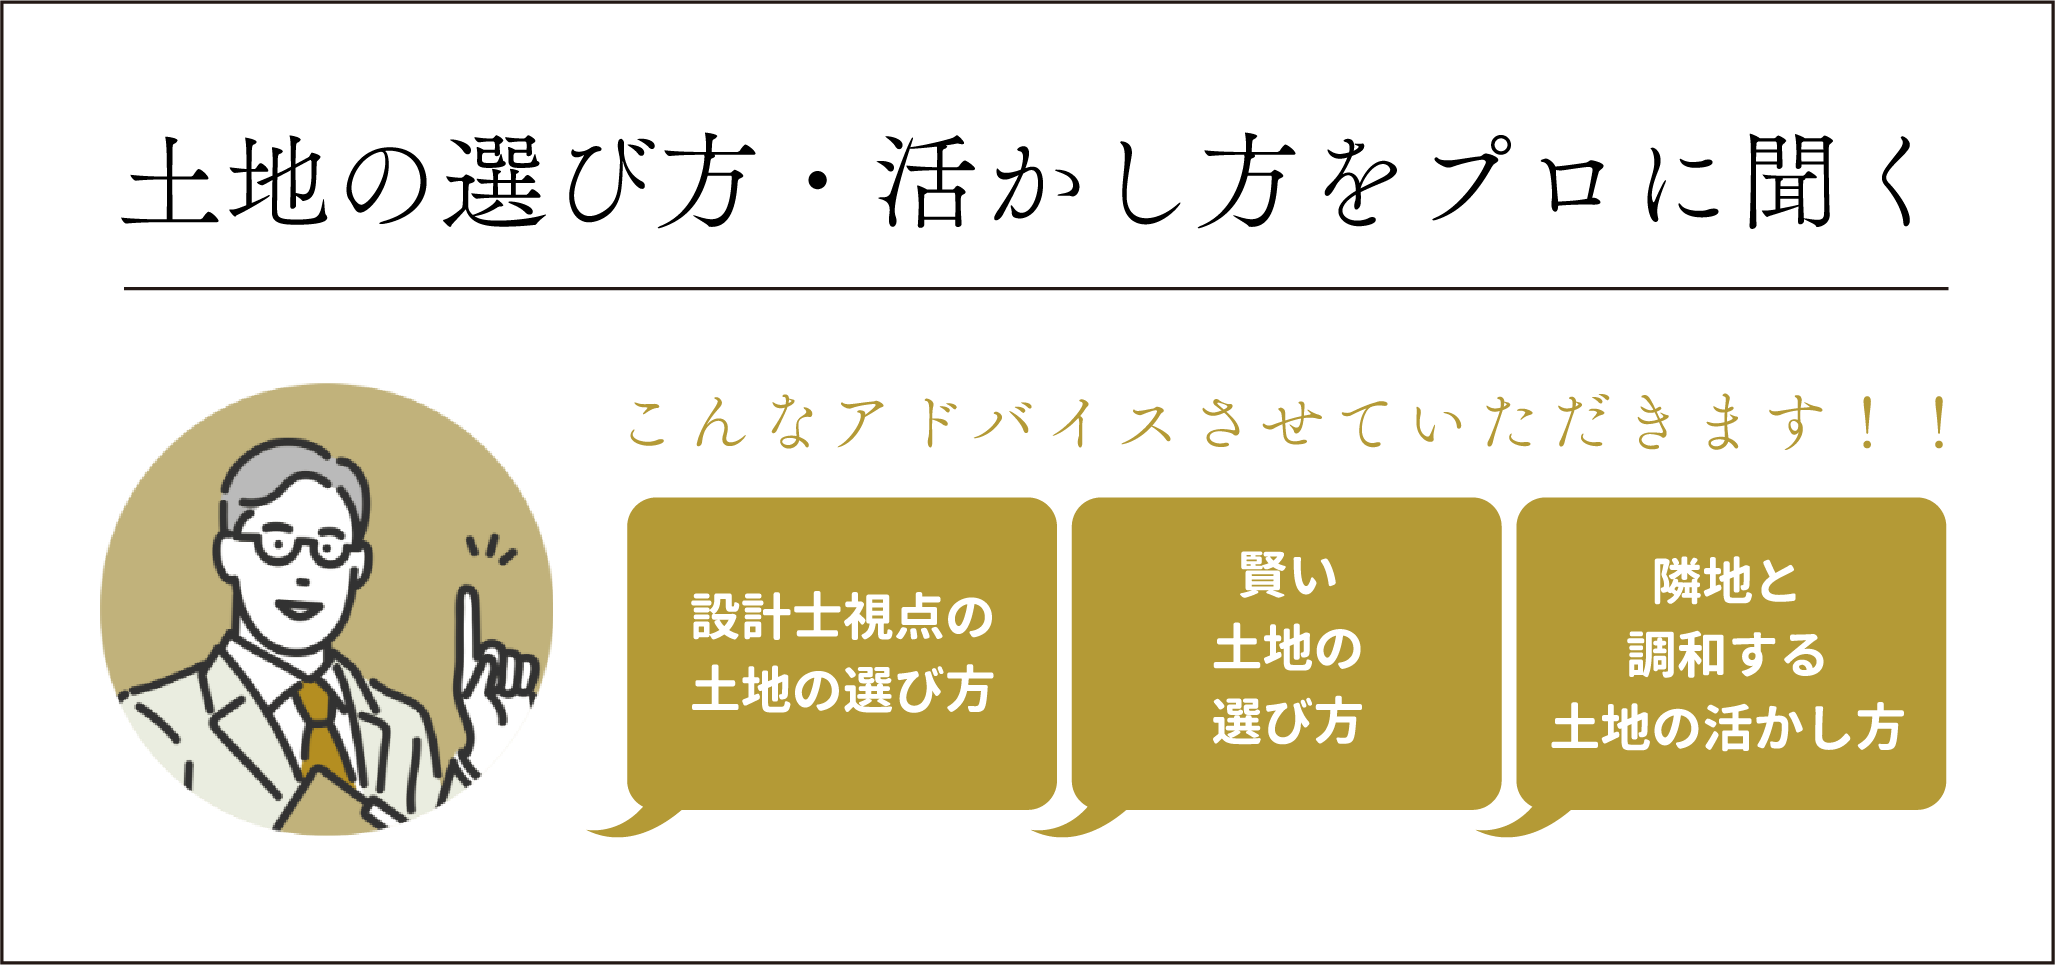 土地の選び方・活かし方をプロに聞く
こんなアドバイスさせていただきます！！
設計士視点の
土地の選び方
賢い
土地の
選び方
隣地と
調和する
土地の活かし方